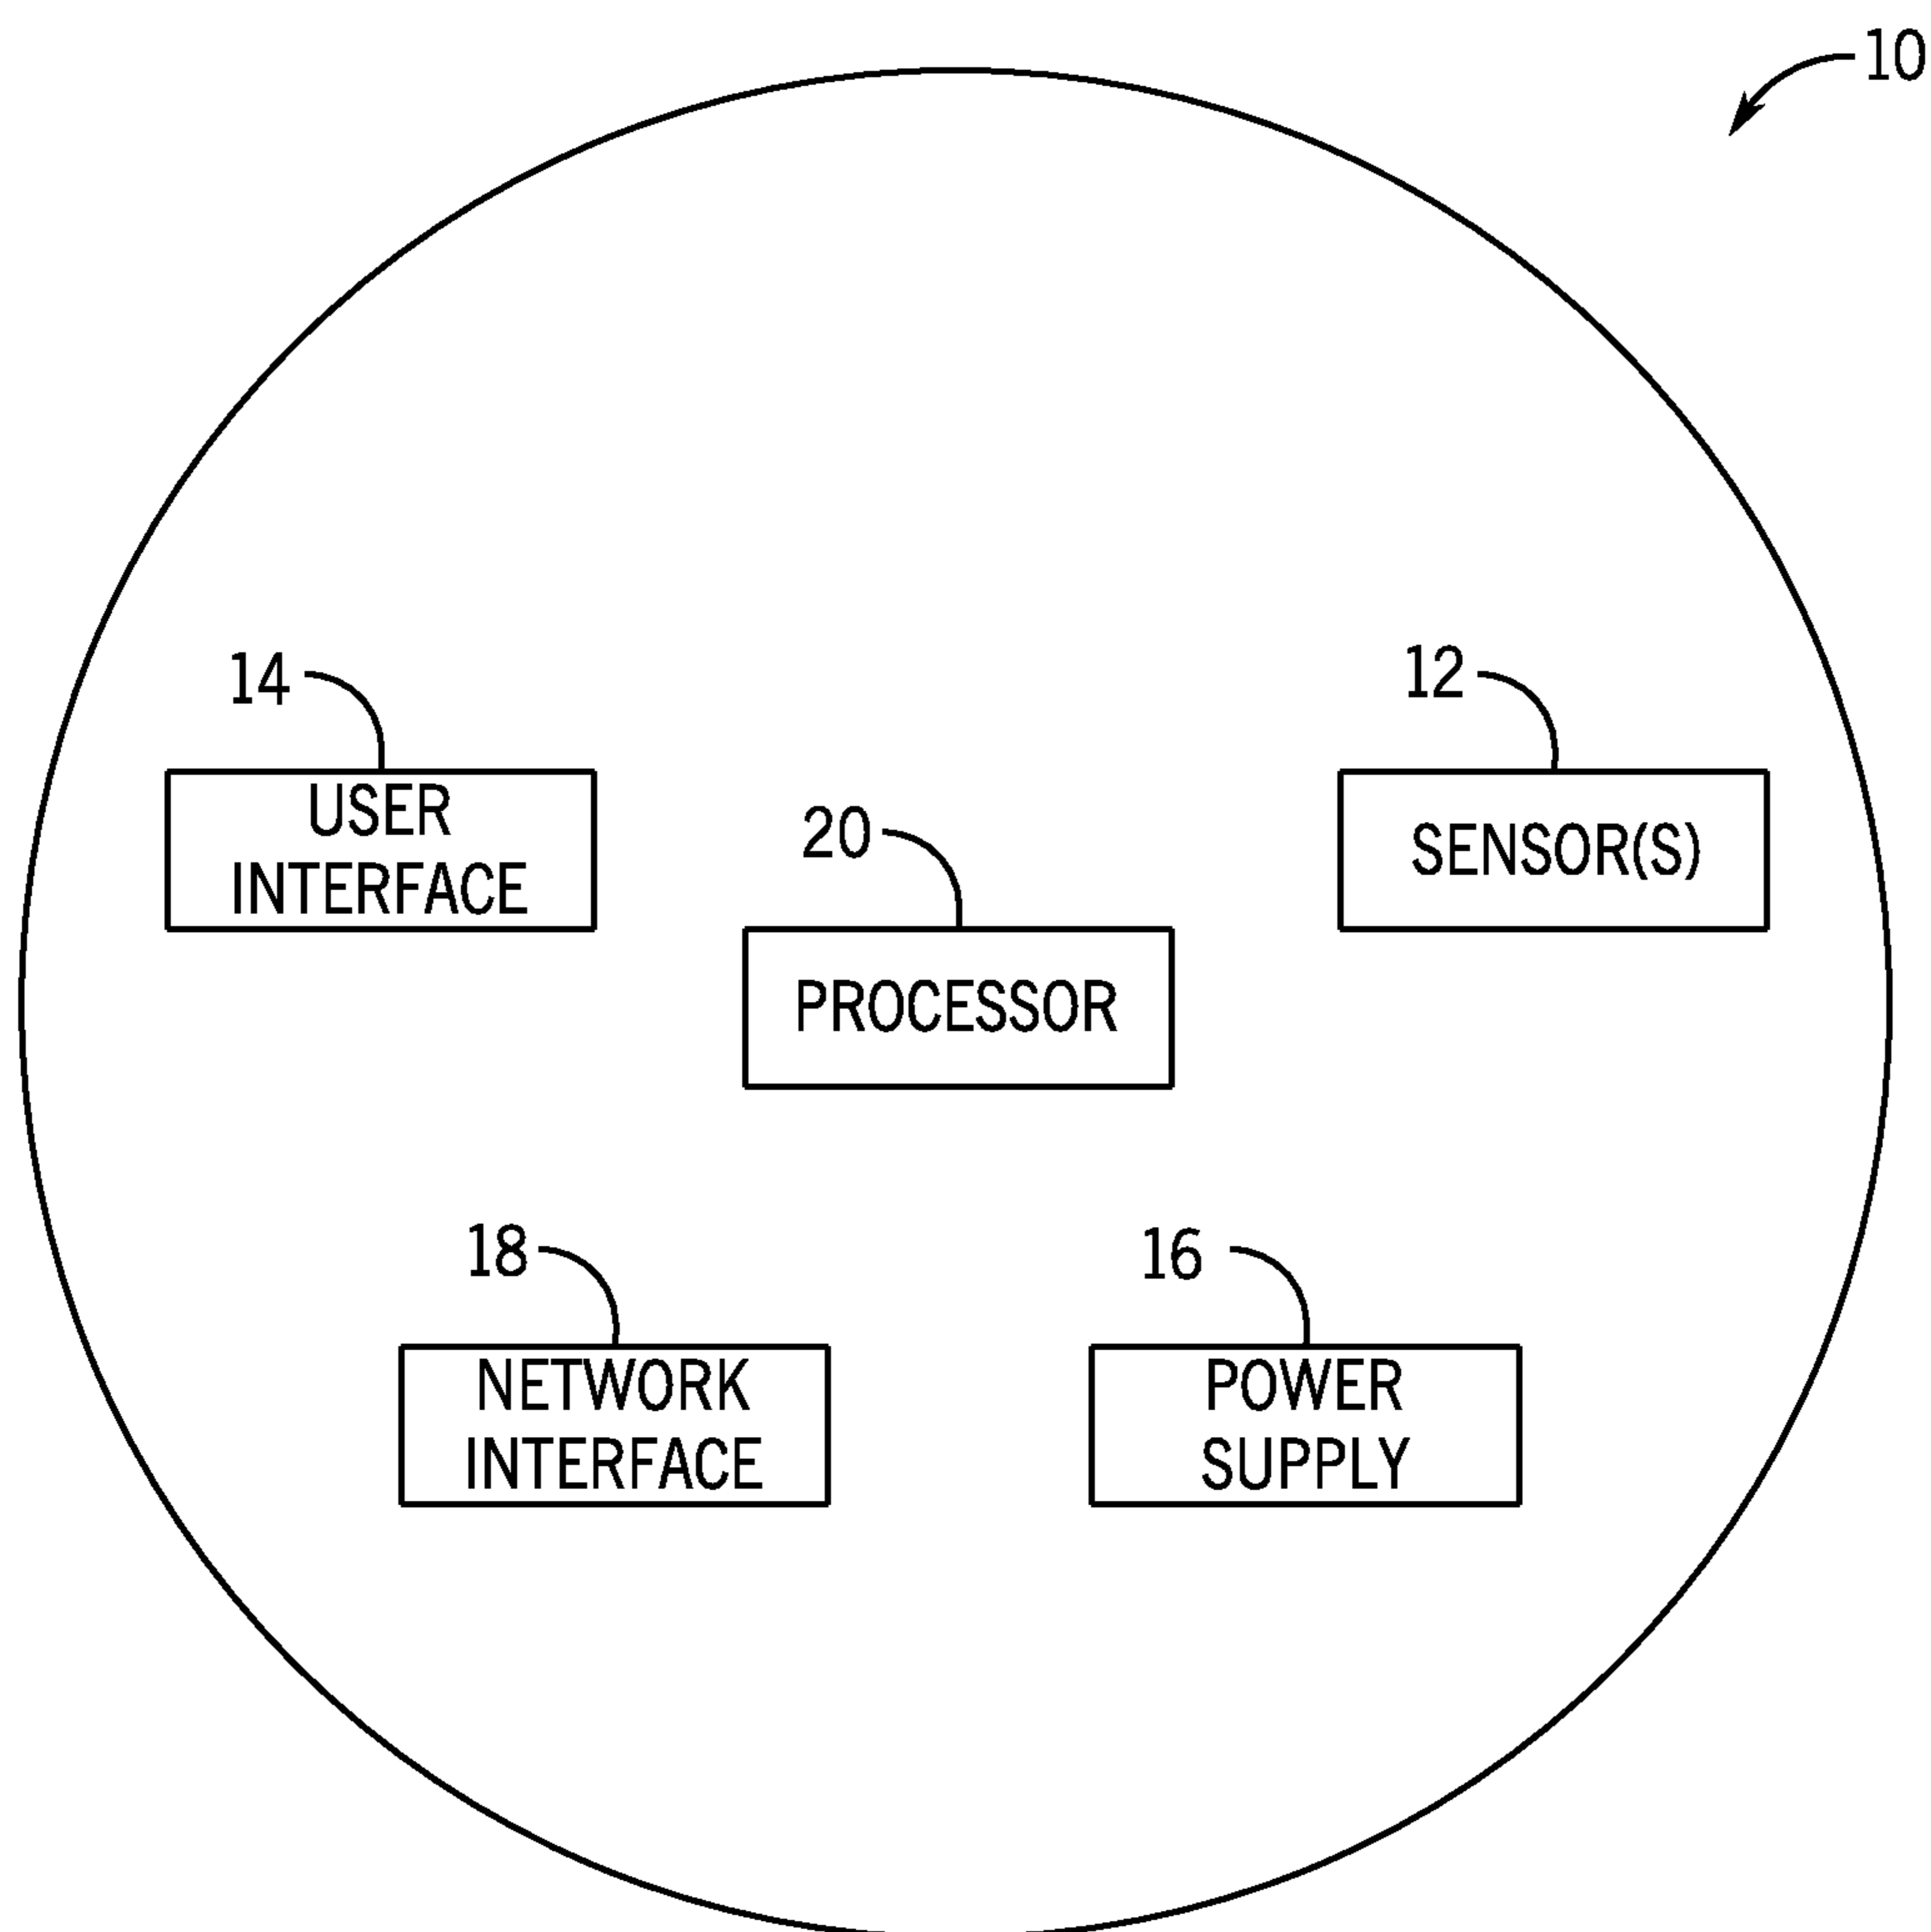 10
14
12
USER
INTERFACE
20
SENSOR(S)
PROCESSOR
18
16
NETWORK
INTERFACE
POWER
SUPPLY